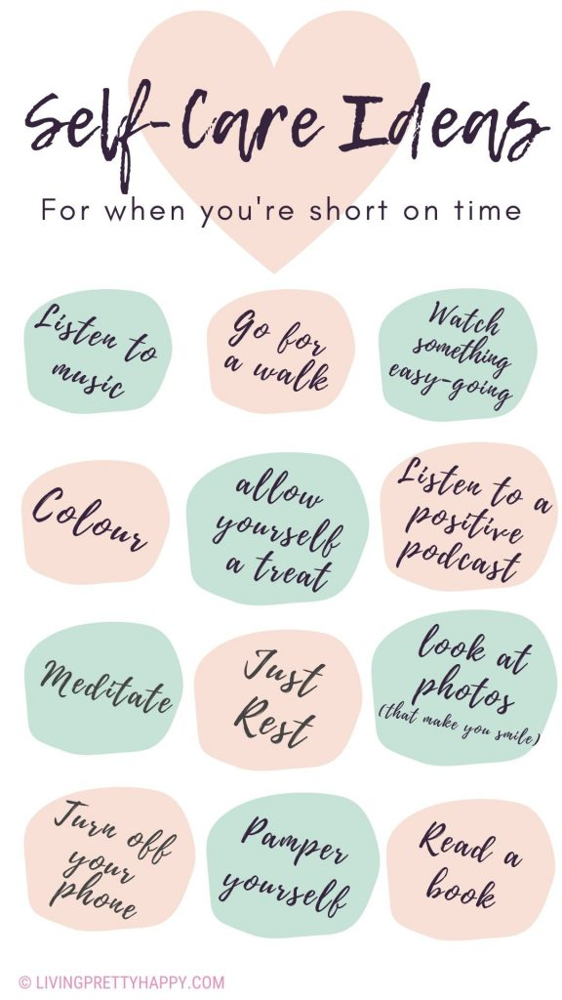 Self-Care Ideas
For when you're short on time
Listen to
music
Go for
a walk
Watch
something
easy-going
Colour
allow
yourself
a treat
Listen to a
positive
podcast
Meditate
Just
Rest
look at
photos
(that make you smile)
Turn off
your
phone
Pamper
yourself
Read a
book
© LIVINGPRETTYHAPPY.COM